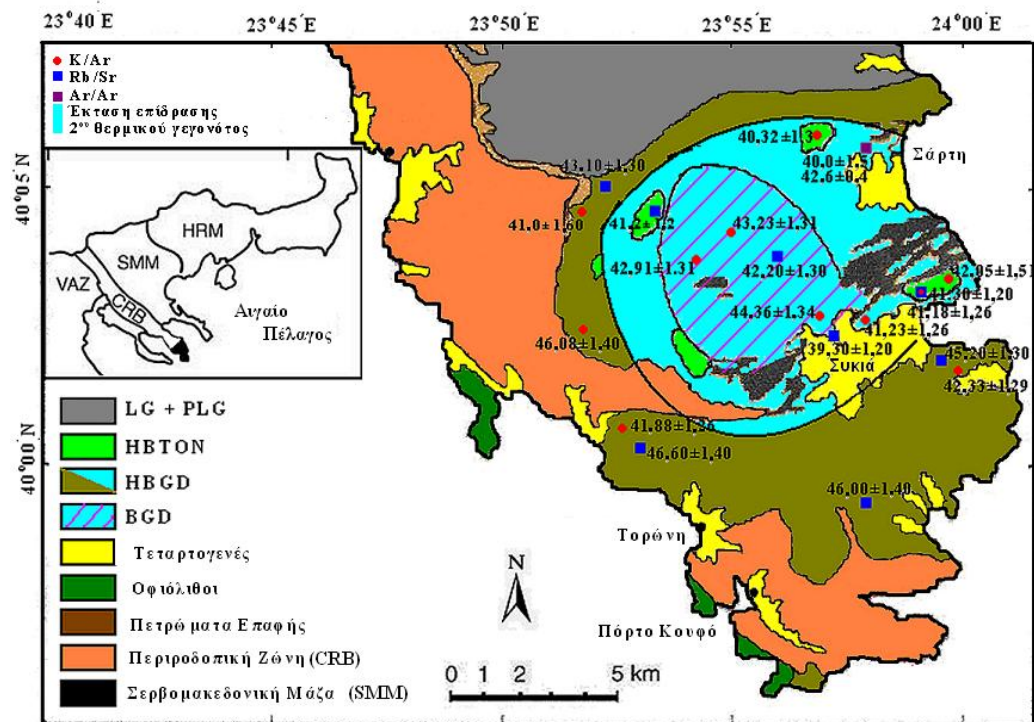 23°40'E
23°45'E
23°50'E
23°55'E
24°00'E
K/Ar
Rb/Sr
Ar/Ar
Έκταση επίδρασης
2ου θερμικού γεγονότος
40°05'N
40°00'N
HRM
SMM
VAZ
CRB
Αιγαίο
Πέλαγος
40.32±1.3
Σάρτη
40.0±1.5
42.6±0.4
43.10±1.30
41.0±1.60
41.2±1.2
43.23±1.31
42.91±1.31
42.20±1.30
42.05±1.51
41.30±1,20
41.18±1,26
44.36±1.34
41,23±1.26
46.08±1.40
39.30±1.20
Συκιά
45.20±1.30
42.33±1.29
41.88±1.26
46.60±1.40
46.00±1.40
Τορώνη
Πόρτο Κουφό
N
0 1 2 5 km
LG + PLG
HBTON
HBGD
BGD
Τεταρτογενές
Οφιόλιθοι
Πετρώματα Επαφής
Περιροδοπική Ζώνη (CRB)
Σερβομακεδονική Μάζα (SMM)